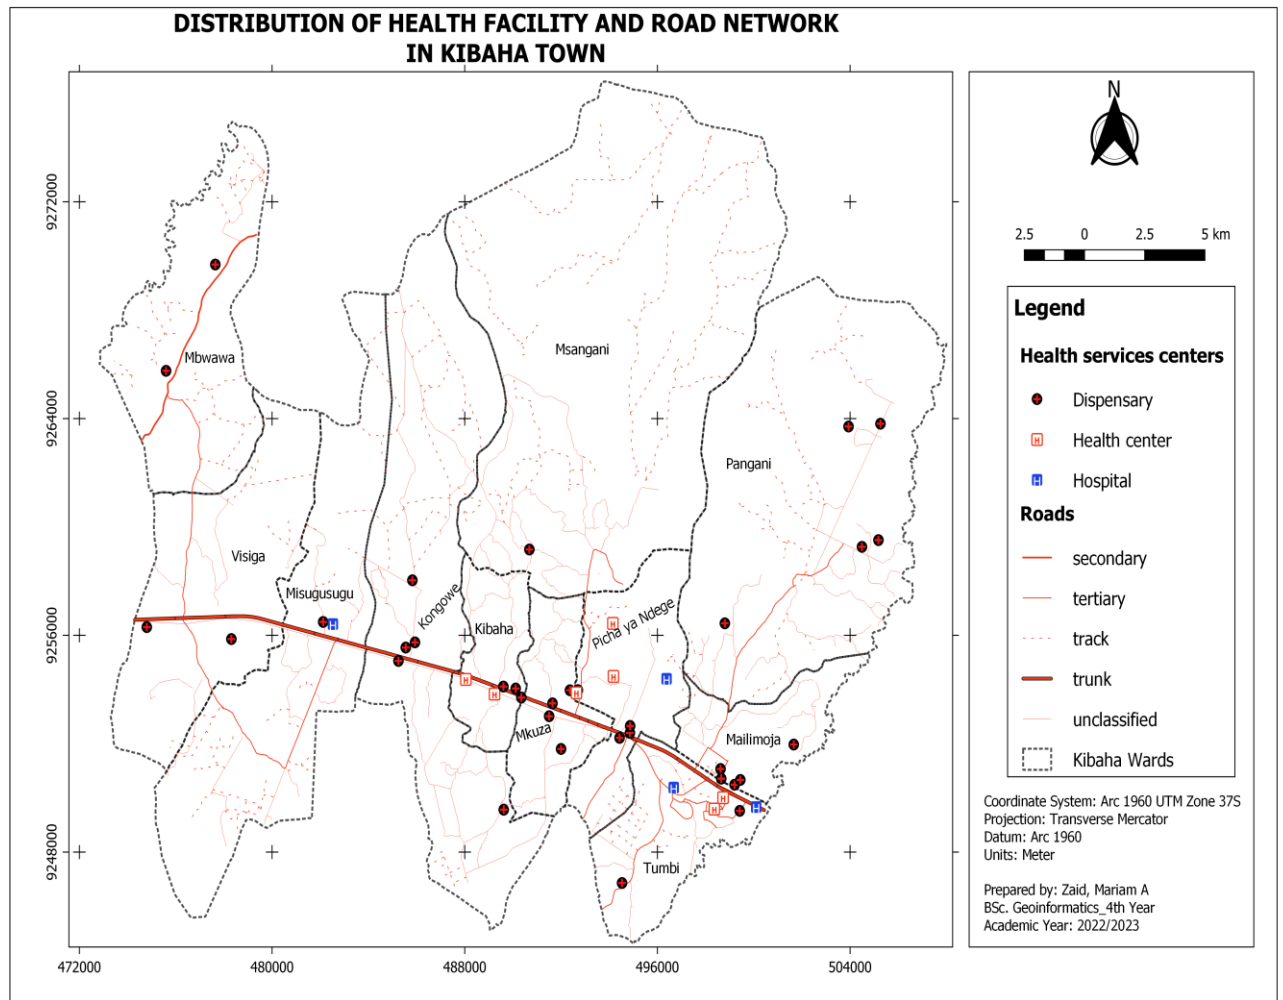 DISTRIBUTION OF HEALTH FACILITY AND ROAD NETWORK
IN KIBAHA TOWN
N
2.5 0 2.5 5 km
Legend
Health services centers
Dispensary
H Health center
H Hospital
Roads
secondary
tertiary
track
trunk
unclassified
Kibaha Wards
Coordinate System: Arc 1960 UTM Zone 37S
Projection: Transverse Mercator
Datum: Arc 1960
Units: Meter
Prepared by: Zaid, Mariam A
BSc. Geoinformatics_4th Year
Academic Year: 2022/2023
9272000
9264000
9256000
9248000
472000 480000 488000 496000 504000
Msangani
Mbwawa
Pangani
Visiga
Misugusugu
Kongowe
Kibaha
Picha ya Ndege
H
H
H
H
H
H
H
Mkuza
Mailimoja
H
H
H
H
Tumbi